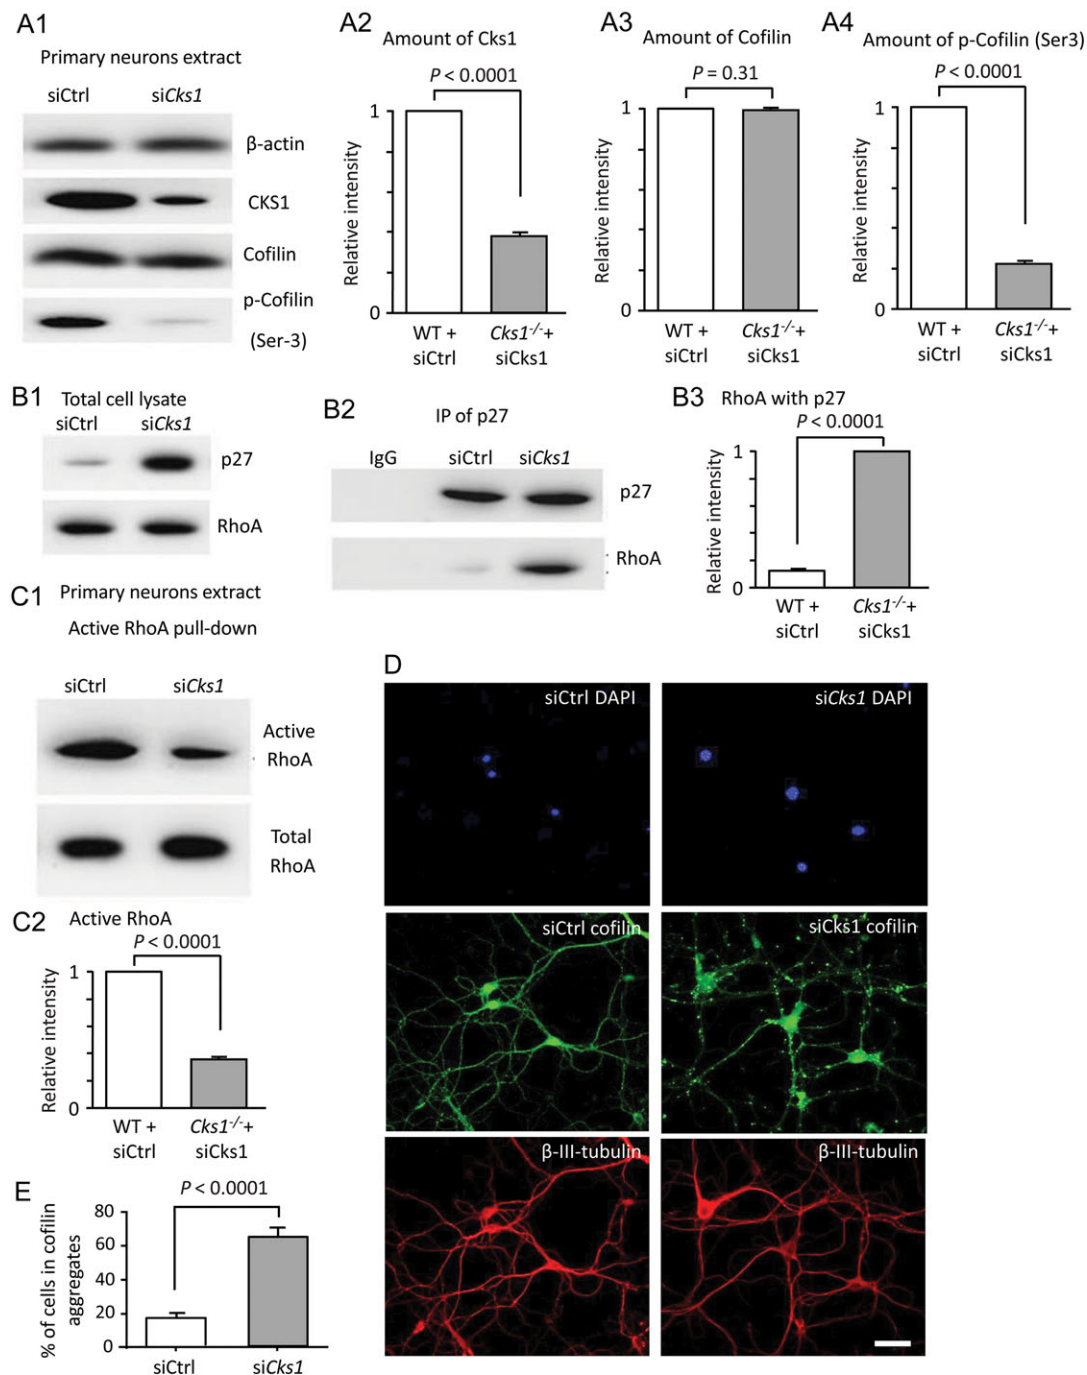 A1
Primary neurons extract
siCtrl siCks1
β-actin
CKS1
Cofilin
p-Cofilin
(Ser-3)
A2
Amount of Cks1
P < 0.0001
1
Relative intensity
0
WT + Cks1-/-+
siCtrl siCks1
A3
Amount of Cofilin
P = 0.31
1
Relative intensity
0
WT + Cks1-/-+
siCtrl siCks1
A4
Amount of p-Cofilin (Ser3)
P < 0.0001
1
Relative intensity
0
WT + Cks1-/-+
siCtrl siCks1
B1
Total cell lysate
siCtrl siCks1
p27
RhoA
B2
IP of p27
IgG siCtrl siCks1
p27
RhoA
B3
RhoA with p27
P < 0.0001
1
Relative intensity
0
WT + Cks1-/-+
siCtrl siCks1
C1
Primary neurons extract
Active RhoA pull-down
siCtrl siCks1
Active
RhoA
Total
RhoA
C2
Active RhoA
P < 0.0001
1
Relative intensity
0
WT + Cks1-/-+
siCtrl siCks1
D
siCtrl DAPI
siCks1 DAPI
siCtrl cofilin
siCks1 cofilin
β-III-tubulin
β-III-tubulin
E
P < 0.0001
80
60
40
20
0
% of cells in cofilin
aggregates
siCtrl siCks1